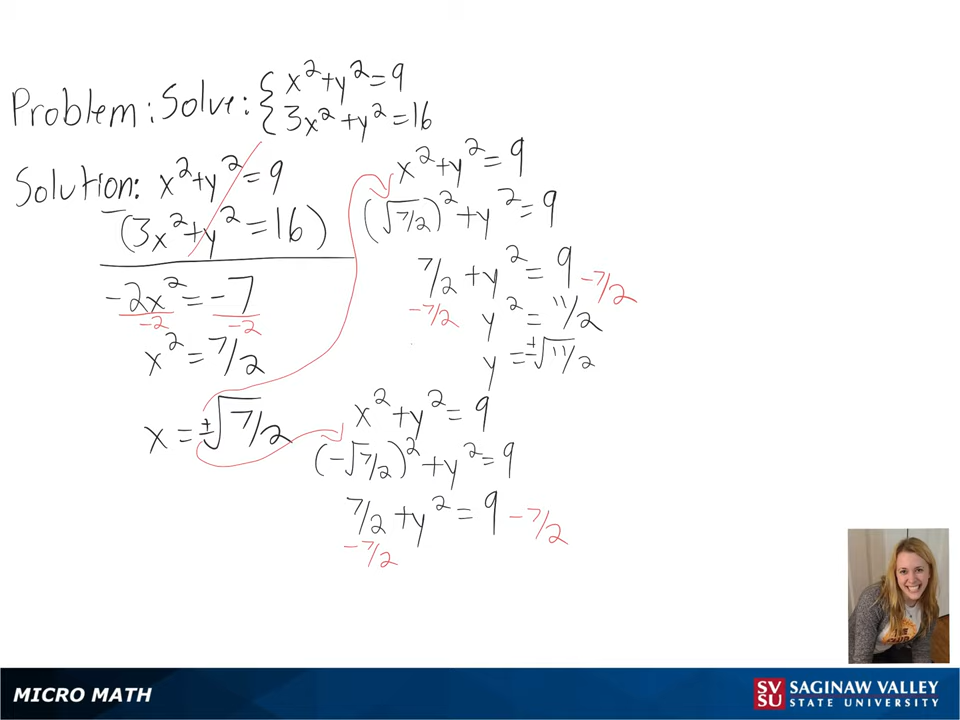 Problem: Solve: { x²+y²=9
3x²+y²=16
Solution: x²+y²=9
-(3x²+y²=16)
-2x²=-7
-2 -2
x²=7/2
x=±√7/2
x²+y²=9
(√7/2)²+y²=9
7/2+y²=9 -7/2
-7/2
y²=11/2
y=±√11/2
x²+y²=9
(-√7/2)²+y²=9
7/2+y²=9 -7/2
-7/2
MICRO MATH
SV
SU
SAGINAW VALLEY
STATE UNIVERSITY